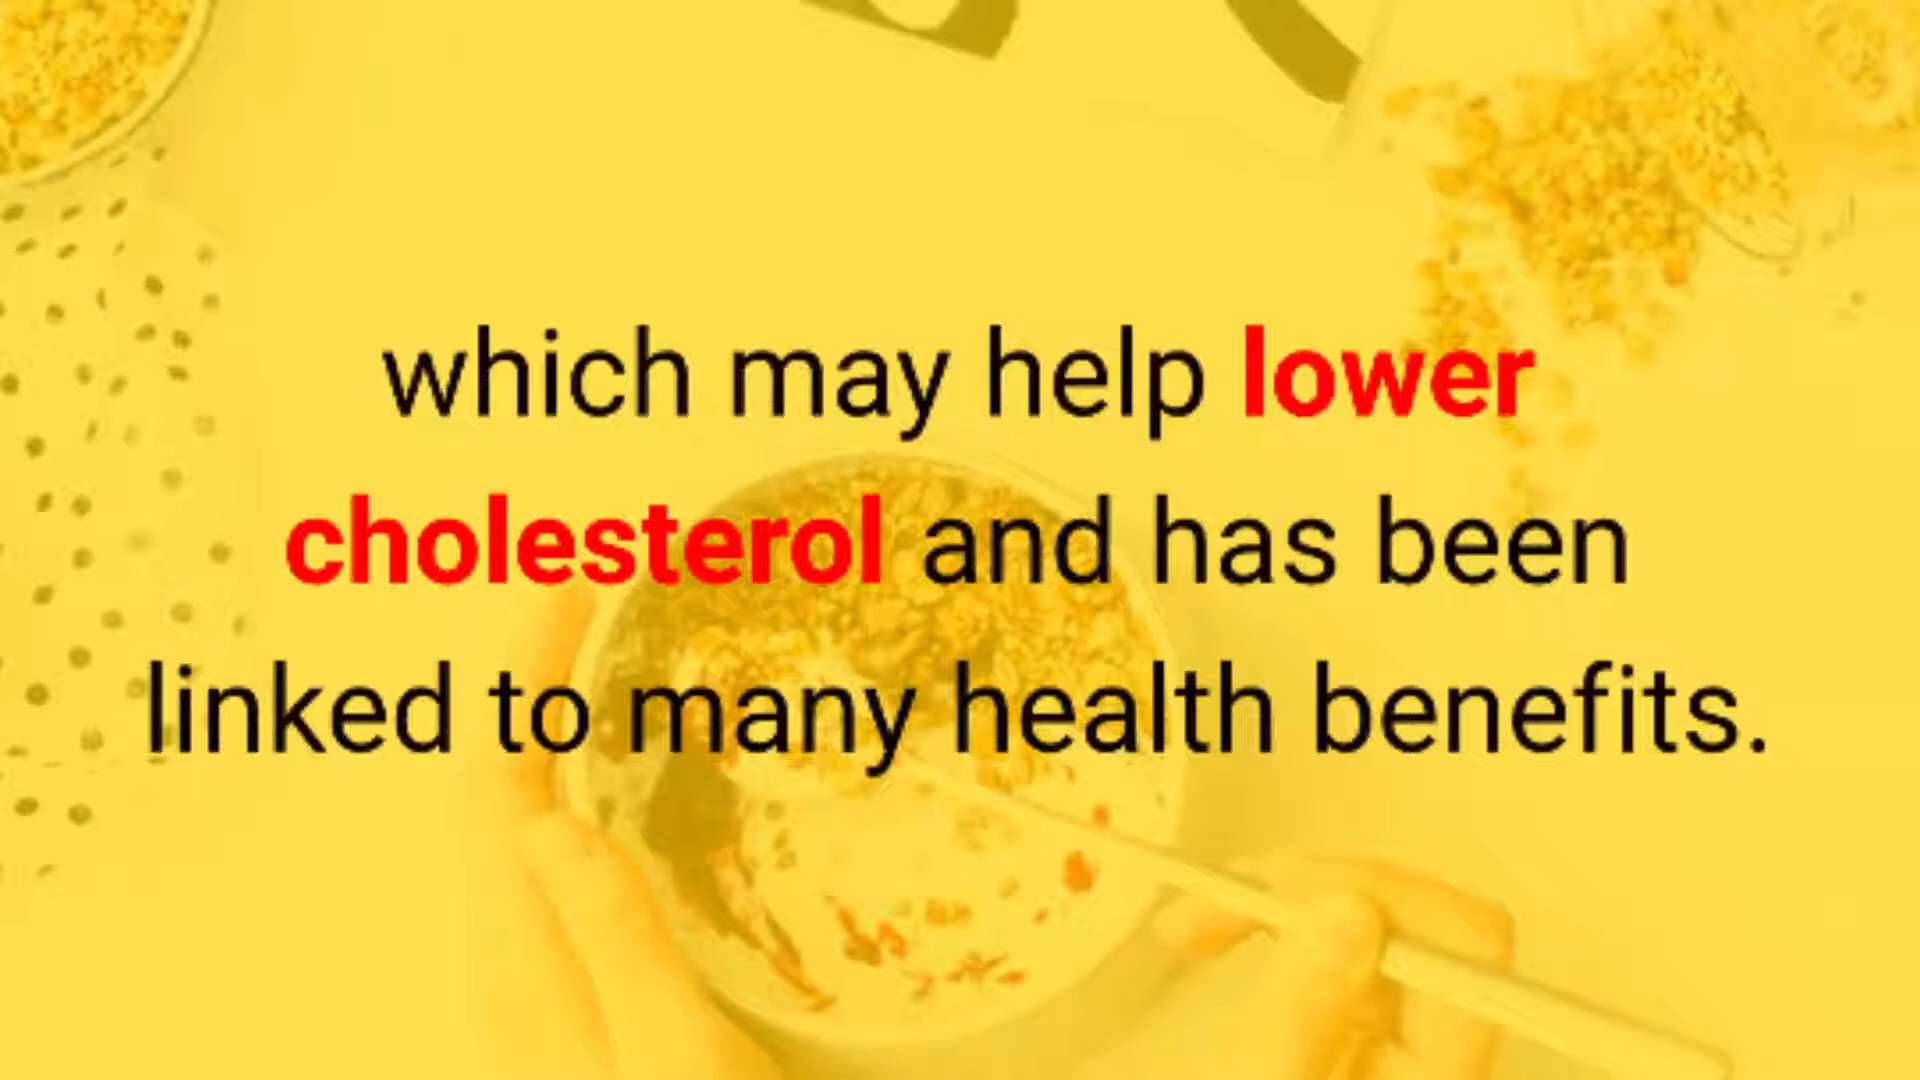 which may help lower
cholesterol and has been
linked to many health benefits.